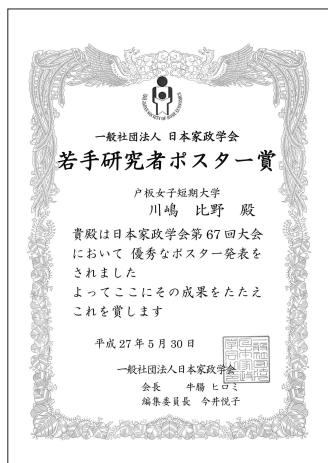 一般社団法人 日本家政学会
若手研究者ポスター賞
戸板女子短期大学
川嶋 比野 殿
貴殿は日本家政学会第67回大会
において 優秀なポスター発表を
されました
よってここにその成果をたたえ
これを賞します
平成27年5月30日
一般社団法人日本家政学会
会長 牛腸 ヒロミ
編集委員長 今井悦子